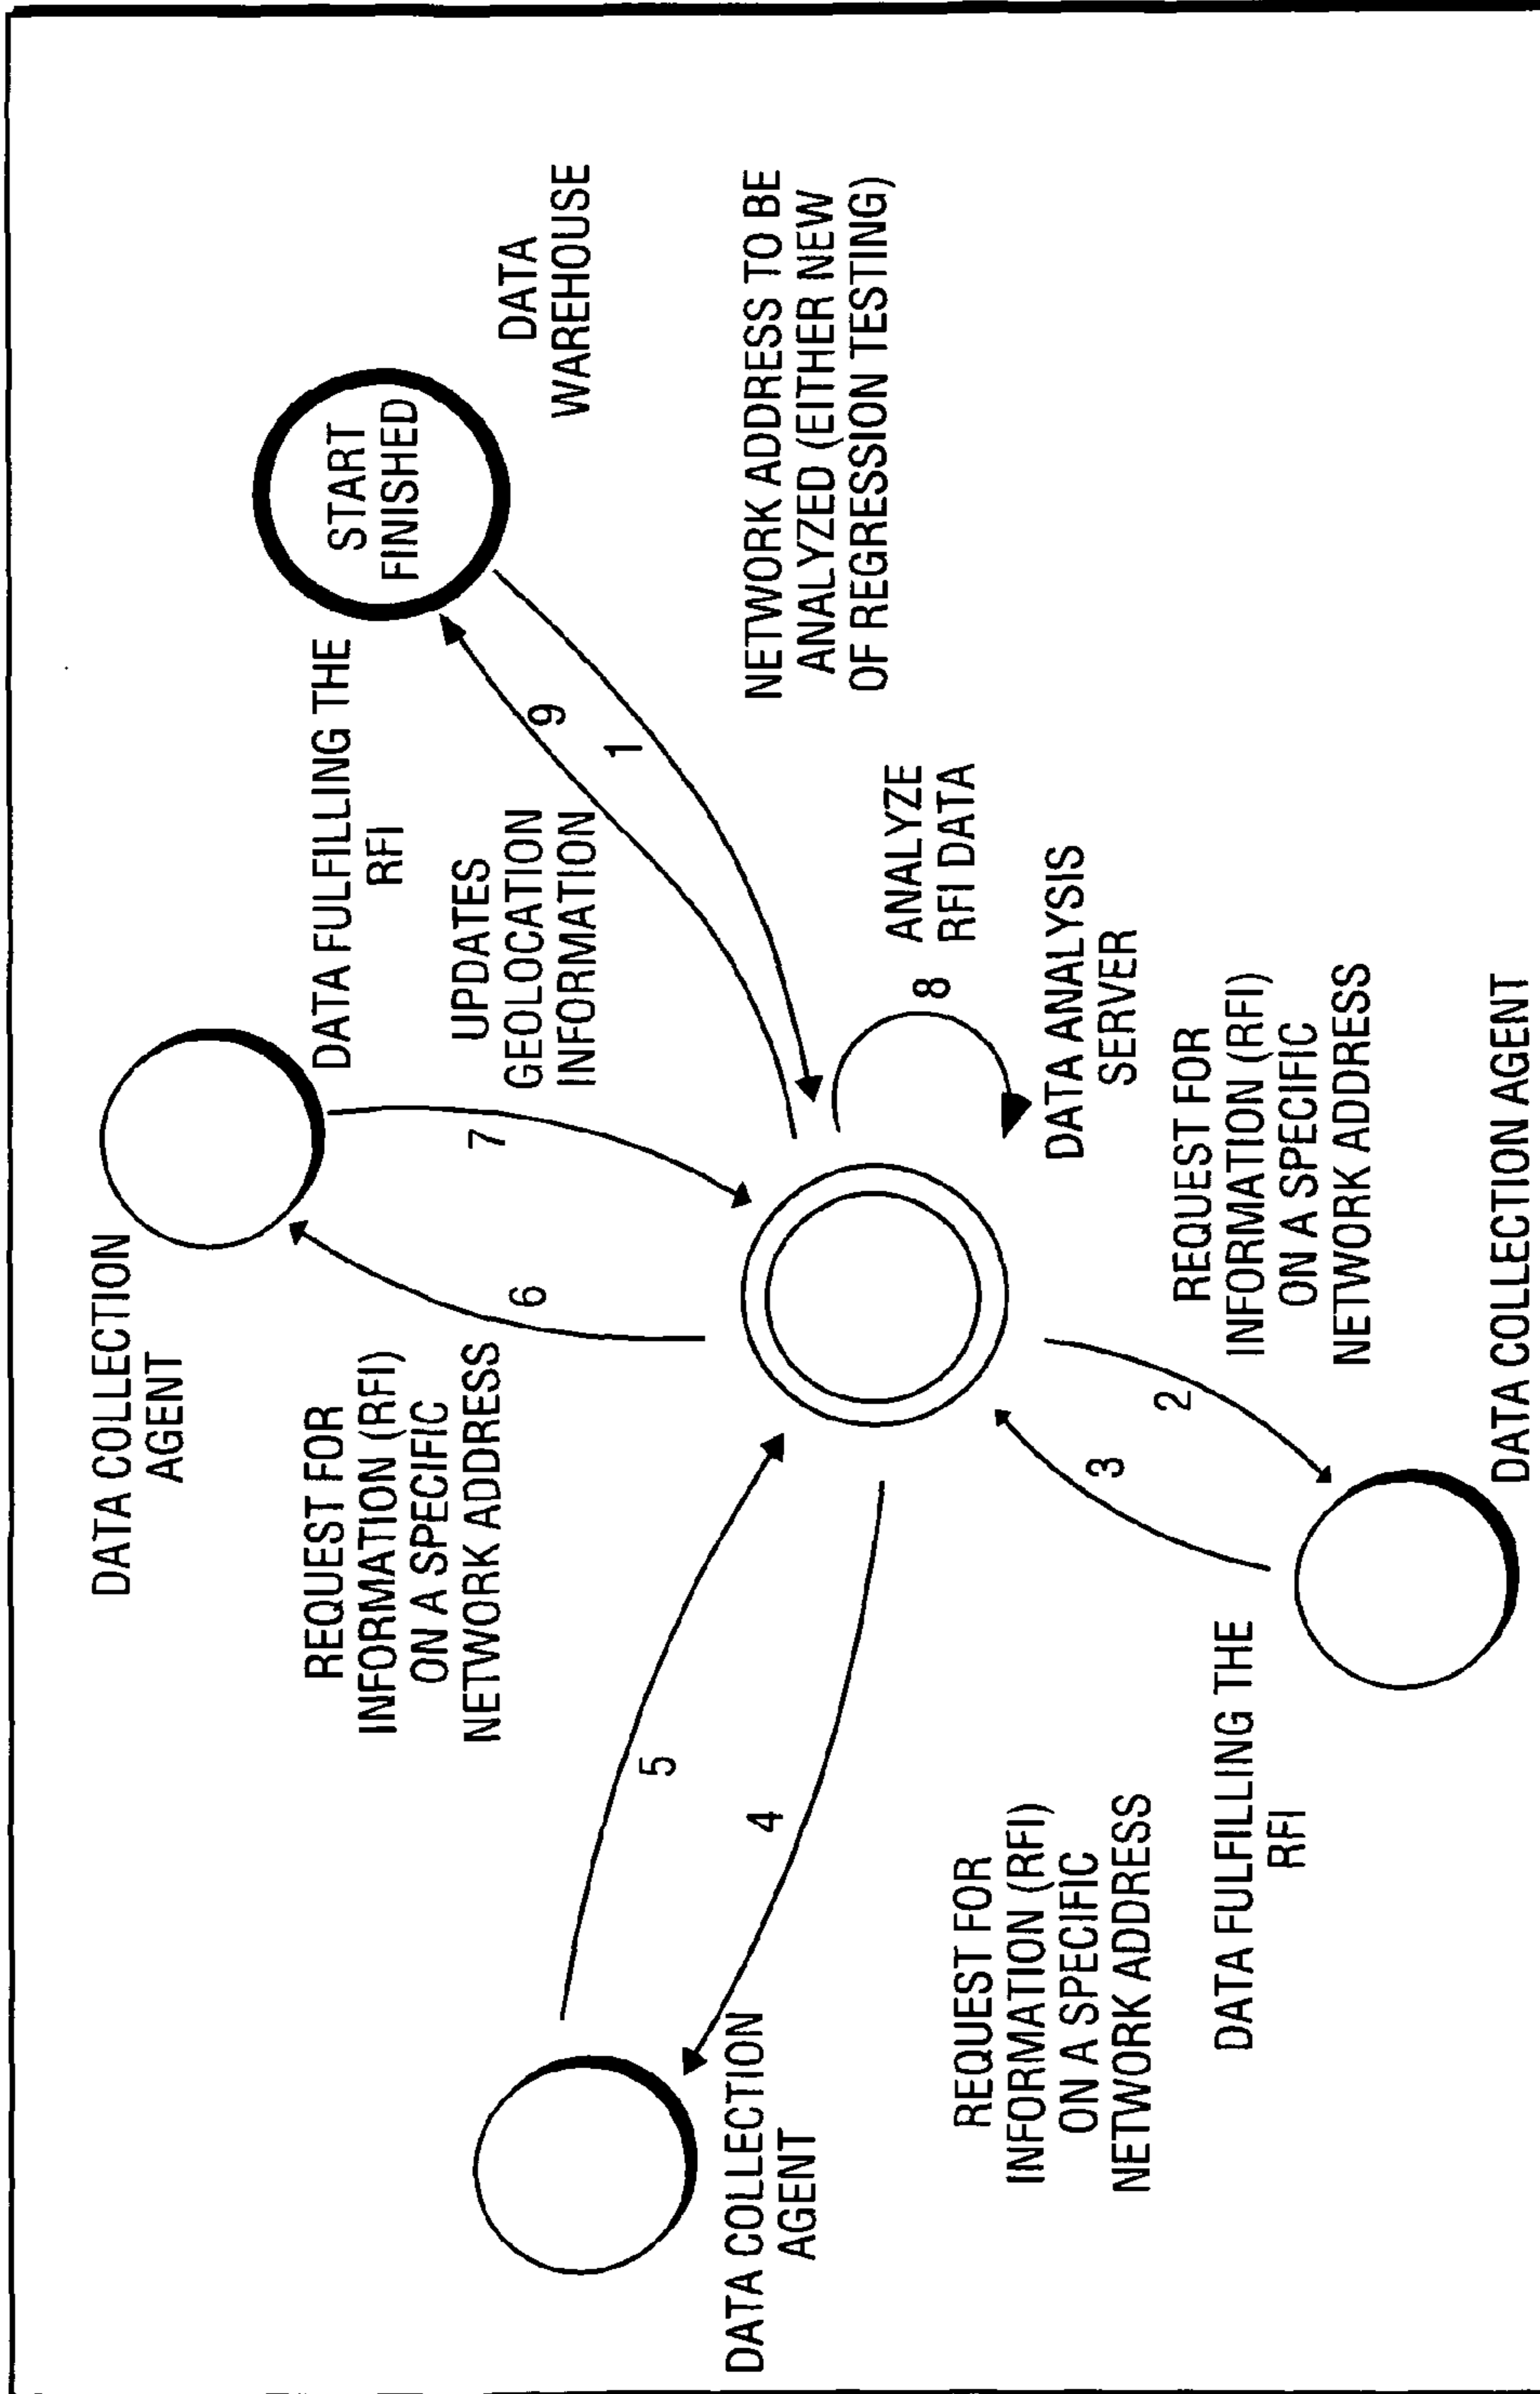 DATA COLLECTION
AGENT
START
FINISHED
DATA FULFILLING THE
RFI
REQUEST FOR
INFORMATION (RFI)
ON A SPECIFIC
NETWORK ADDRESS
6
7
UPDATES
GEOLOCATION
INFORMATION
9
1
DATA
WAREHOUSE
5
4
NETWORK ADDRESS TO BE
ANALYZED (EITHER NEW
OF REGRESSION TESTING)
DATA COLLECTION
AGENT
8
ANALYZE
RFI DATA
DATA ANALYSIS
SERVER
REQUEST FOR
INFORMATION (RFI)
ON A SPECIFIC
NETWORK ADDRESS
3
2
REQUEST FOR
INFORMATION (RFI)
ON A SPECIFIC
NETWORK ADDRESS
DATA FULFILLING THE
RFI
DATA COLLECTION AGENT